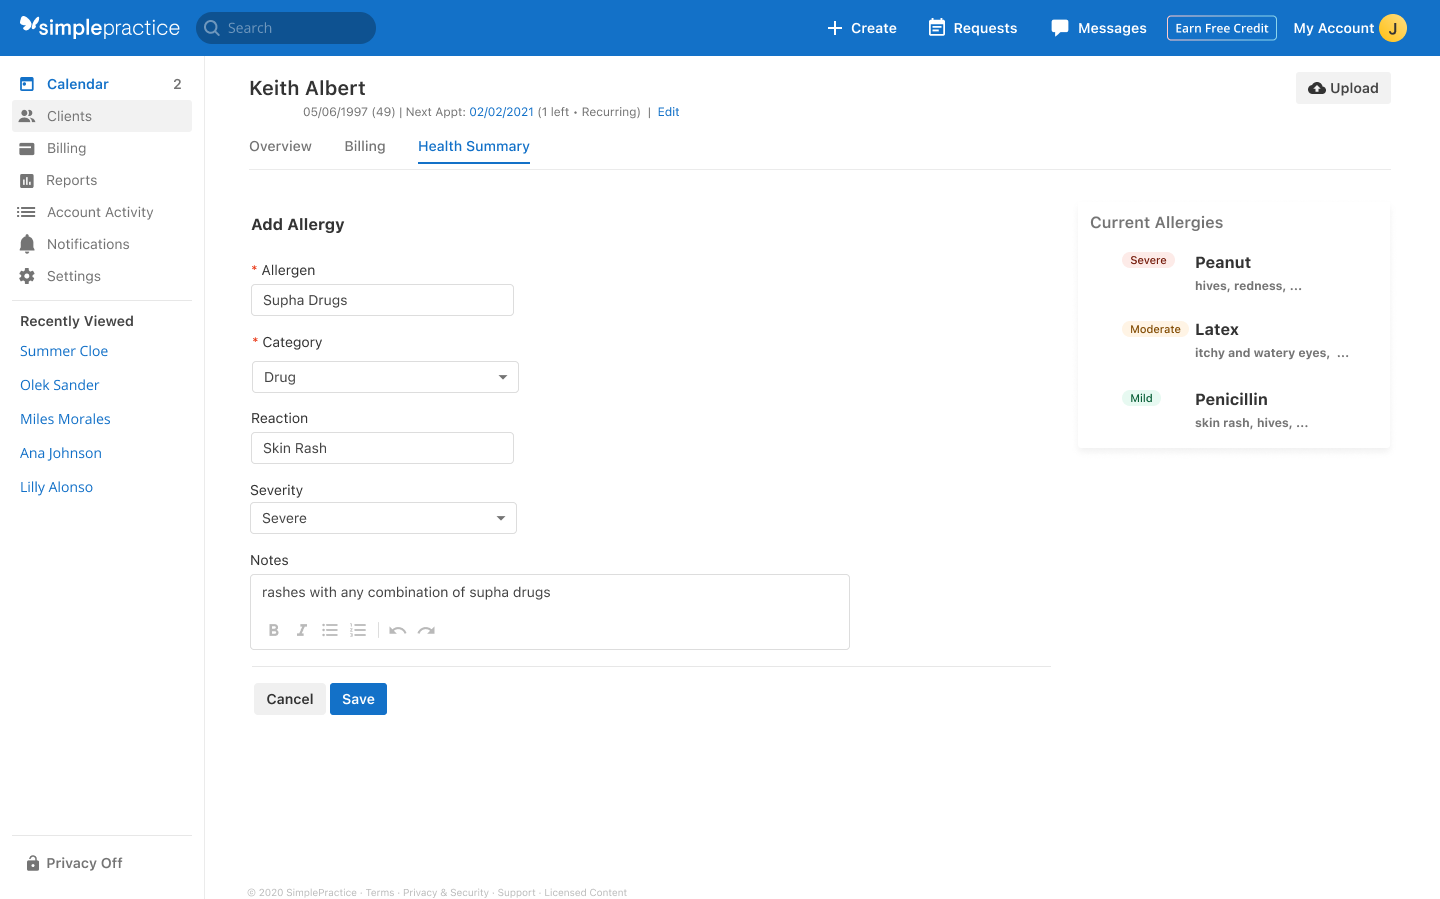 simplepractice
Search
Create
Requests
Messages
Earn Free Credit
My Account
J
Calendar
2
Clients
Billing
Reports
Account Activity
Notifications
Settings
Recently Viewed
Summer Cloe
Olek Sander
Miles Morales
Ana Johnson
Lilly Alonso
Privacy Off
Keith Albert
05/06/1997 (49) | Next Appt: 02/02/2021 (1 left • Recurring) | Edit
Upload
Overview
Billing
Health Summary
Add Allergy
* Allergen
Supha Drugs
* Category
Drug
Reaction
Skin Rash
Severity
Severe
Notes
rashes with any combination of supha drugs
B I
Cancel
Save
Current Allergies
Severe
Peanut
hives, redness, ...
Moderate
Latex
itchy and watery eyes, ...
Mild
Penicillin
skin rash, hives, ...
© 2020 SimplePractice · Terms · Privacy & Security · Support · Licensed Content